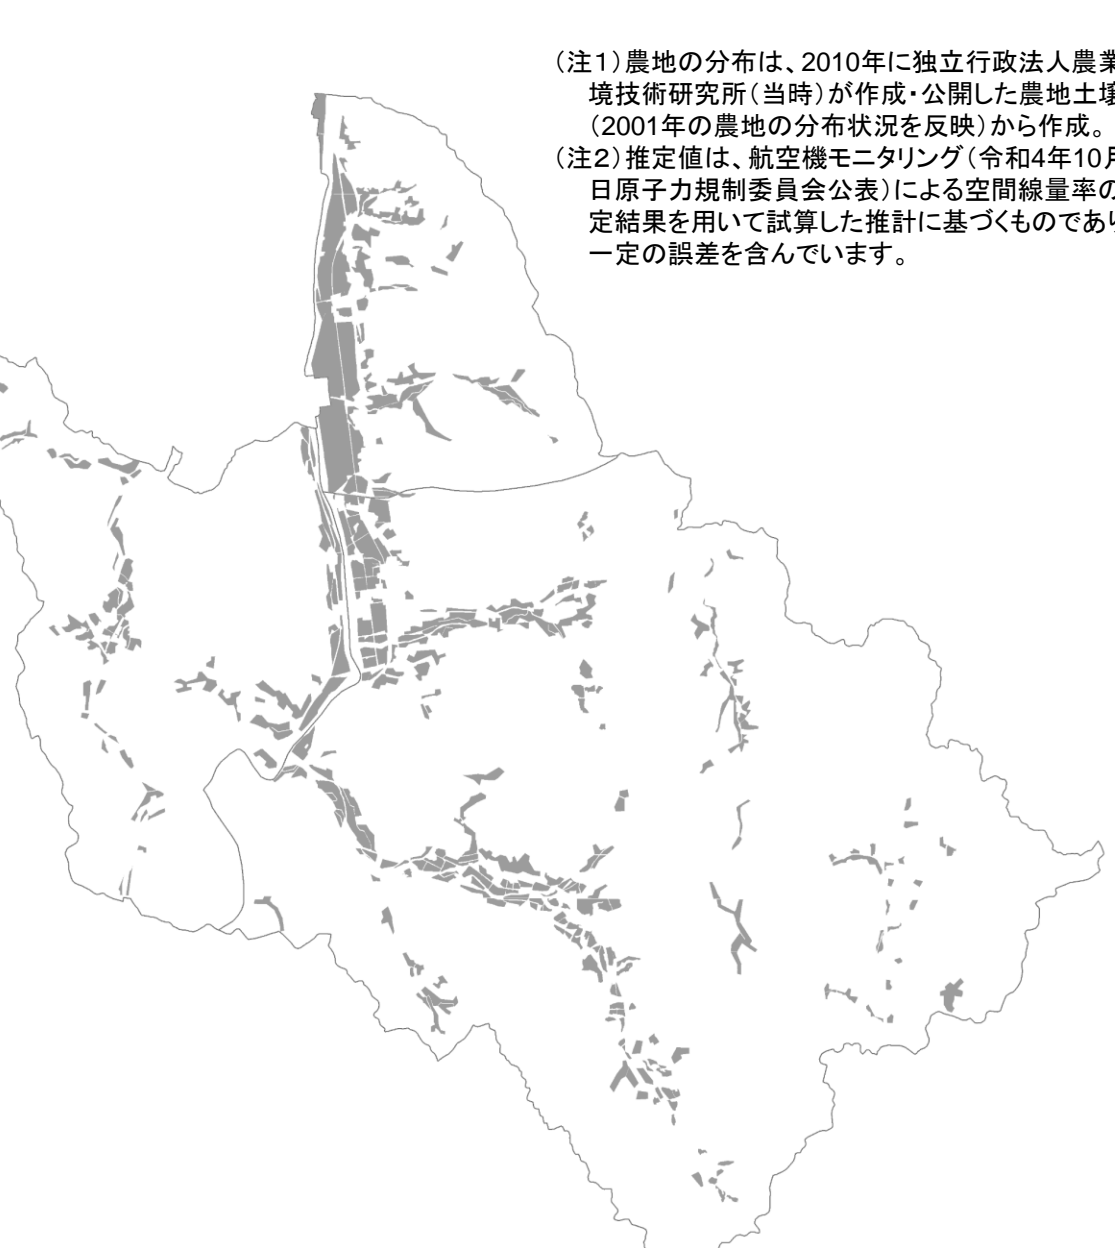 （注１）農地の分布は、2010年に独立行政法人農業
境技術研究所（当時）が作成・公開した農地土壌
（2001年の農地の分布状況を反映）から作成。
（注２）推定値は、航空機モニタリング（令和4年10月
日原子力規制委員会公表）による空間線量率の
定結果を用いて試算した推計に基づくものであり
一定の誤差を含んでいます。